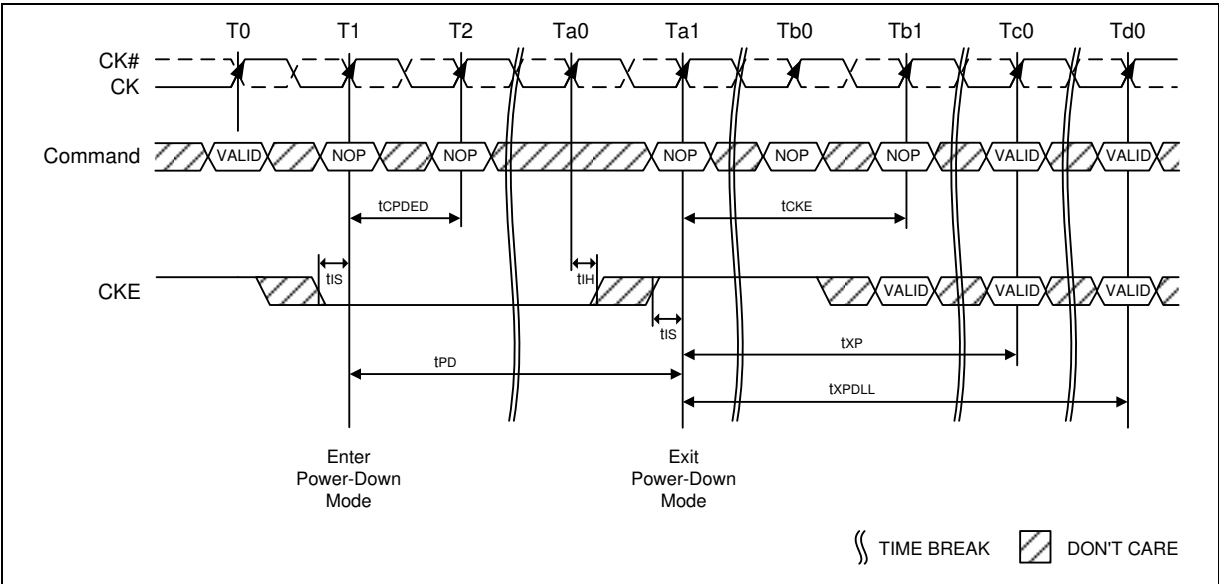 T0 T1 T2 Ta0 Ta1 Tb0 Tb1 Tc0 Td0
CK#
CK
Command VALID NOP NOP NOP NOP NOP VALID VALID
tCPDED tCKE
tIS tIH
CKE VALID VALID VALID
tIS
tXP
tPD
tXPDLL
Enter
Power-Down
Mode
Exit
Power-Down
Mode
TIME BREAK DON'T CARE